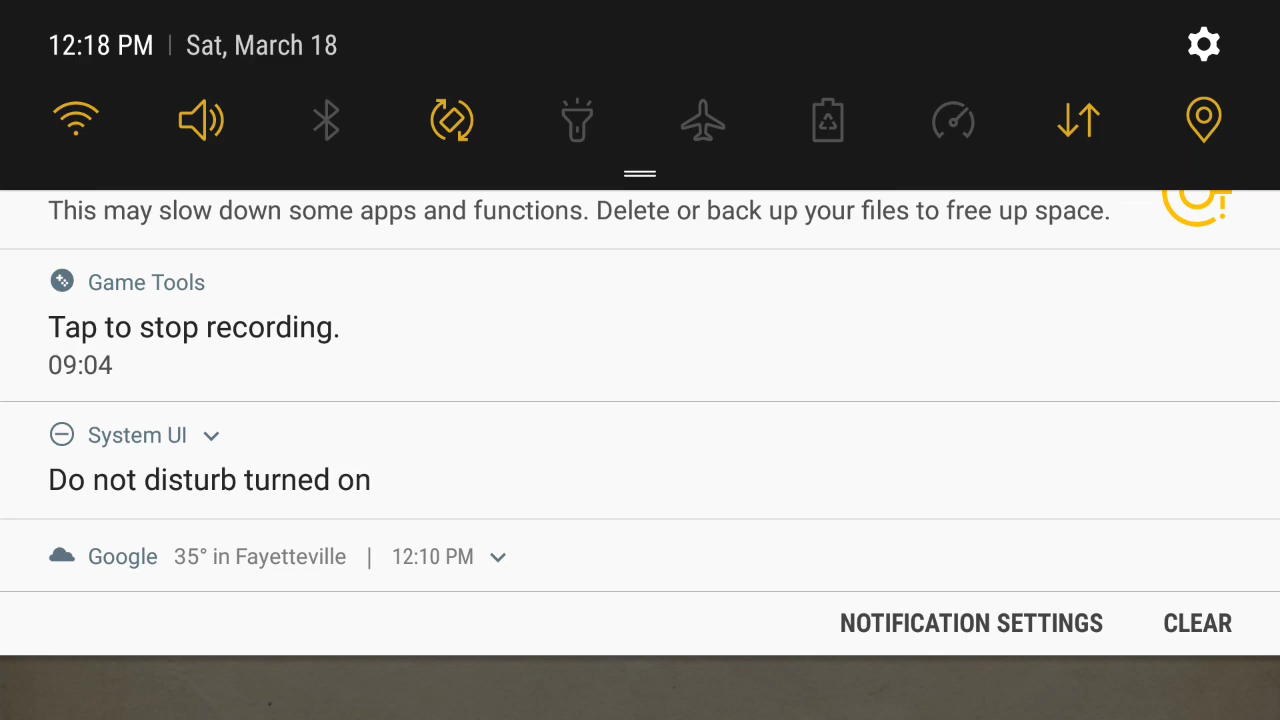 12:18 PM | Sat, March 18
This may slow down some apps and functions. Delete or back up your files to free up space.
Game Tools
Tap to stop recording.
09:04
System UI
Do not disturb turned on
Google 35° in Fayetteville | 12:10 PM
NOTIFICATION SETTINGS CLEAR